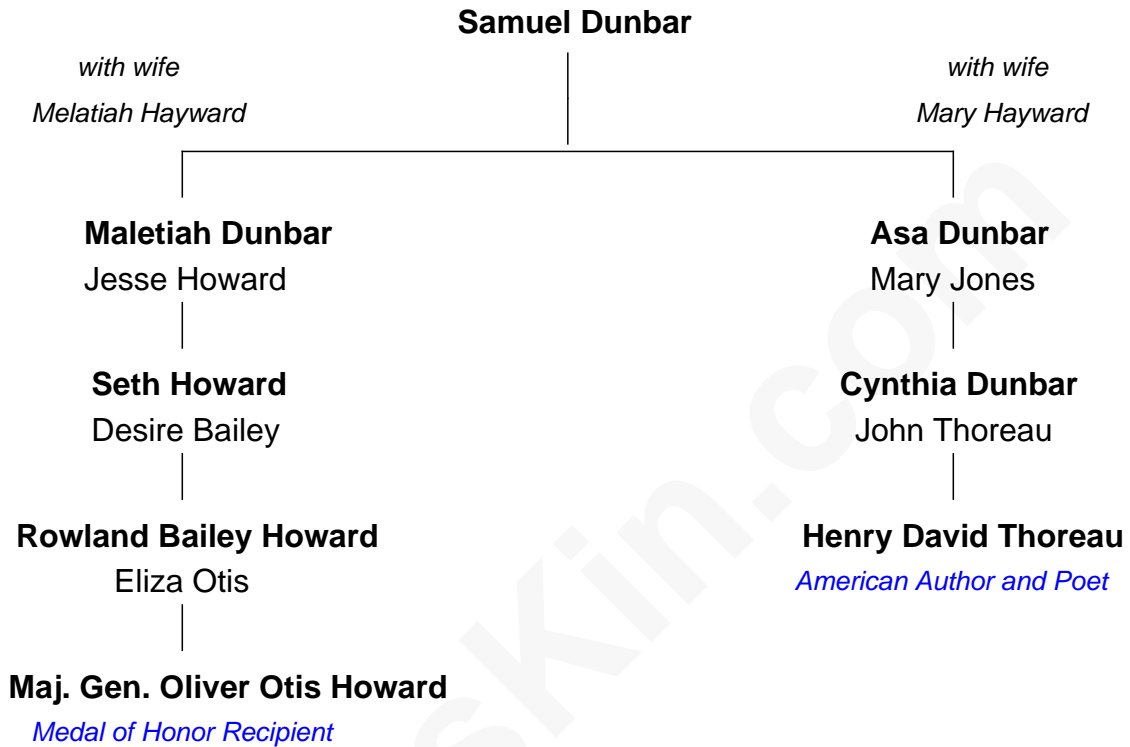 Samuel Dunbar
with wife
Melatiah Hayward
with wife
Mary Hayward
Maletiah Dunbar
Jesse Howard
Asa Dunbar
Mary Jones
Seth Howard
Desire Bailey
Cynthia Dunbar
John Thoreau
Rowland Bailey Howard
Eliza Otis
Henry David Thoreau
American Author and Poet
Maj. Gen. Oliver Otis Howard
Medal of Honor Recipient
sKin.com